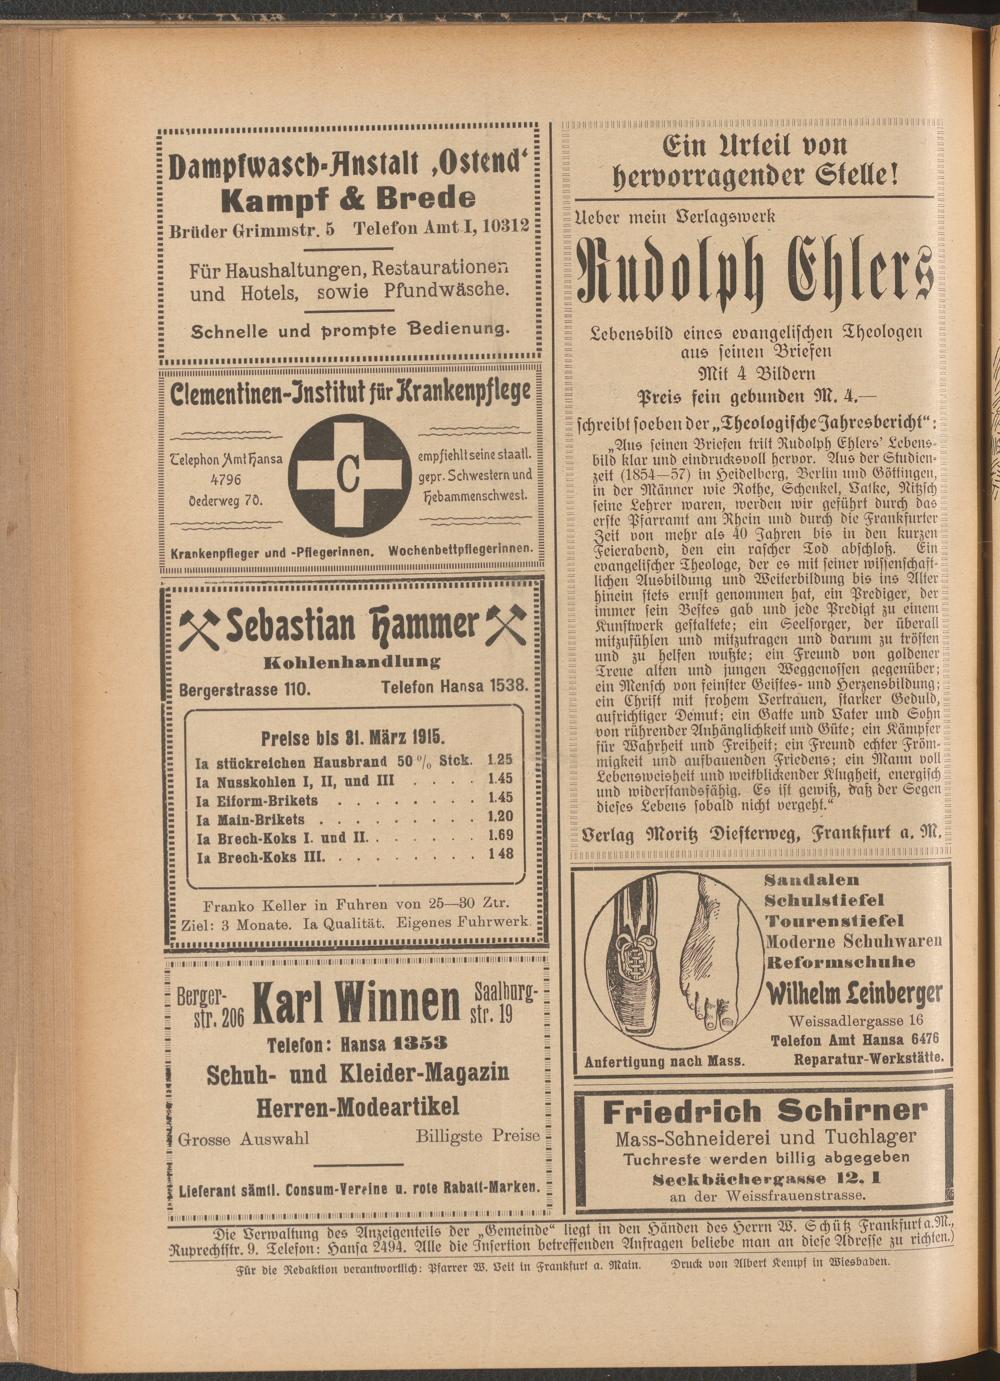 Dampfwasch-Anstalt ‚Ostend‘
Kampf & Brede
Brüder Grimmstr. 5 Telefon Amt I, 10312
Für Haushaltungen, Restaurationen
und Hotels, sowie Pfundwäsche.
Schnelle und prompte Bedienung.
Clementinen-Institut für Krankenpflege
Telephon Amt Hansa
4796
Oederweg 70.
C
empfiehlt seine staatl.
gepr. Schwestern und
Hebammenschwest.
Krankenpfleger und -Pflegerinnen. Wochenbettpflegerinnen.
Sebastian Hammer
Kohlenhandlung
Bergerstrasse 110. Telefon Hansa 1538.
Preise bis 31. März 1915.
Ia stückreichen Hausbrand 50% Stck. 1.25
Ia Nusskohlen I, II, und III . . . . 1.45
Ia Eiform-Brikets . . . . . . . . 1.45
Ia Main-Brikets . . . . . . . . . 1.20
Ia Brech-Koks I. und II. . . . . . 1.69
Ia Brech-Koks III. . . . . . . . . 1 48
Franko Keller in Fuhren von 25—30 Ztr.
Ziel: 3 Monate. Ia Qualität. Eigenes Fuhrwerk.
Berger-
str. 206
Karl Winnen
Saalburg-
str. 19
Telefon: Hansa 1353
Schuh- und Kleider-Magazin
Herren-Modeartikel
Grosse Auswahl Billigste Preise
Lieferant sämtl. Consum-Vereine u. rote Rabatt-Marken.
Ein Urteil von
hervorragender Stelle!
Ueber mein Verlagswerk
Rudolph Ehlers
Lebensbild eines evangelischen Theologen
aus seinen Briefen
Mit 4 Bildern
Preis fein gebunden M. 4.—
schreibt soeben der „Theologische Jahresbericht“:
„Aus seinen Briefen tritt Rudolph Ehlers' Lebens-
bild klar und eindrucksvoll hervor. Aus der Studien-
zeit (1854—57) in Heidelberg, Berlin und Göttingen,
in der Männer wie Rothe, Schenkel, Vatke, Nitzsch
seine Lehrer waren, werden wir geführt durch das
erste Pfarramt am Rhein und durch die Frankfurter
Zeit von mehr als 40 Jahren bis in den kurzen
Feierabend, den ein rascher Tod abschloß. Ein
evangelischer Theologe, der es mit seiner wissenschaft-
lichen Ausbildung und Weiterbildung bis ins Alter
hinein stets ernst genommen hat, ein Prediger, der
immer sein Bestes gab und jede Predigt zu einem
Kunstwerk gestaltete; ein Seelsorger, der überall
mitzufühlen und mitzutragen und darum zu trösten
und zu helfen wußte; ein Freund von goldener
Treue alten und jungen Weggenossen gegenüber;
ein Mensch von feinster Geistes- und Herzensbildung;
ein Christ mit frohem Vertrauen, starker Geduld,
aufrichtiger Demut; ein Gatte und Vater und Sohn
von rührender Anhänglichkeit und Güte; ein Kämpfer
für Wahrheit und Freiheit; ein Freund echter Fröm-
migkeit und aufbauenden Friedens; ein Mann voll
Lebensweisheit und weitblickender Klugheit, energisch
und widerstandsfähig. Es ist gewiß, daß der Segen
dieses Lebens sobald nicht vergeht.“
Verlag Moritz Diesterweg, Frankfurt a. M.
Sandalen
Schulstiefel
Tourenstiefel
Moderne Schuhwaren
Reformschuhe
Wilhelm Leinberger
Weissadlergasse 16
Telefon Amt Hansa 6476
Anfertigung nach Mass. Reparatur-Werkstätte.
Friedrich Schirner
Mass-Schneiderei und Tuchlager
Tuchreste werden billig abgegeben
Seckbächergasse 12, I
an der Weissfrauenstrasse.
Die Verwaltung des Anzeigenteils der „Gemeinde“ liegt in den Händen des Herrn W. Schütz Frankfurt a. M.,
Ruprechtstr. 9. Telefon: Hansa 2494. Alle die Insertion betreffenden Anfragen beliebe man an diese Adresse zu richten.)
Für die Redaktion verantwortlich: Pfarrer W. Veit in Frankfurt a. Main. Druck von Albert Kempf in Wiesbaden.